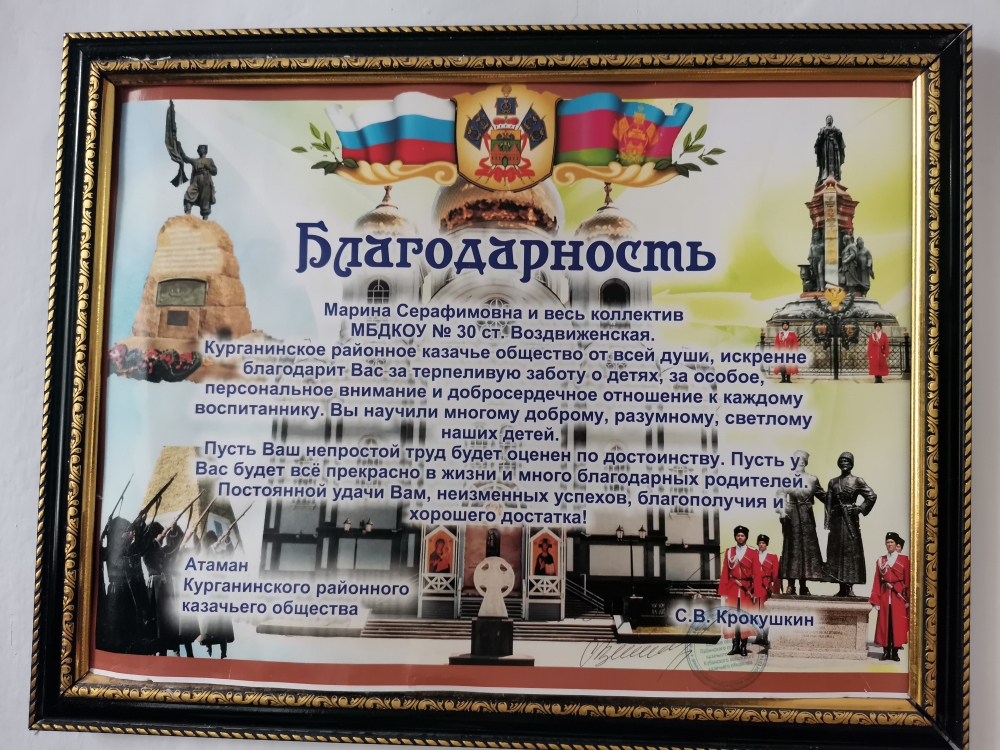 Благодарность
Марина Серафимовна и весь коллектив
МБДКОУ № 30 ст. Воздвиженская.
Курганинское районное казачье общество от всей души, искренне
благодарит Вас за терпеливую заботу о детях, за особое,
персональное внимание и добросердечное отношение к каждому
воспитаннику. Вы научили многому доброму, разумному, светлому
наших детей.
Пусть Ваш непростой труд будет оценен по достоинству. Пусть у
Вас будет всё прекрасно в жизни и много благодарных родителей.
Постоянной удачи Вам, неизменных успехов, благополучия и
хорошего достатка!
Атаман
Курганинского районного
казачьего общества
С.В. Крокушкин